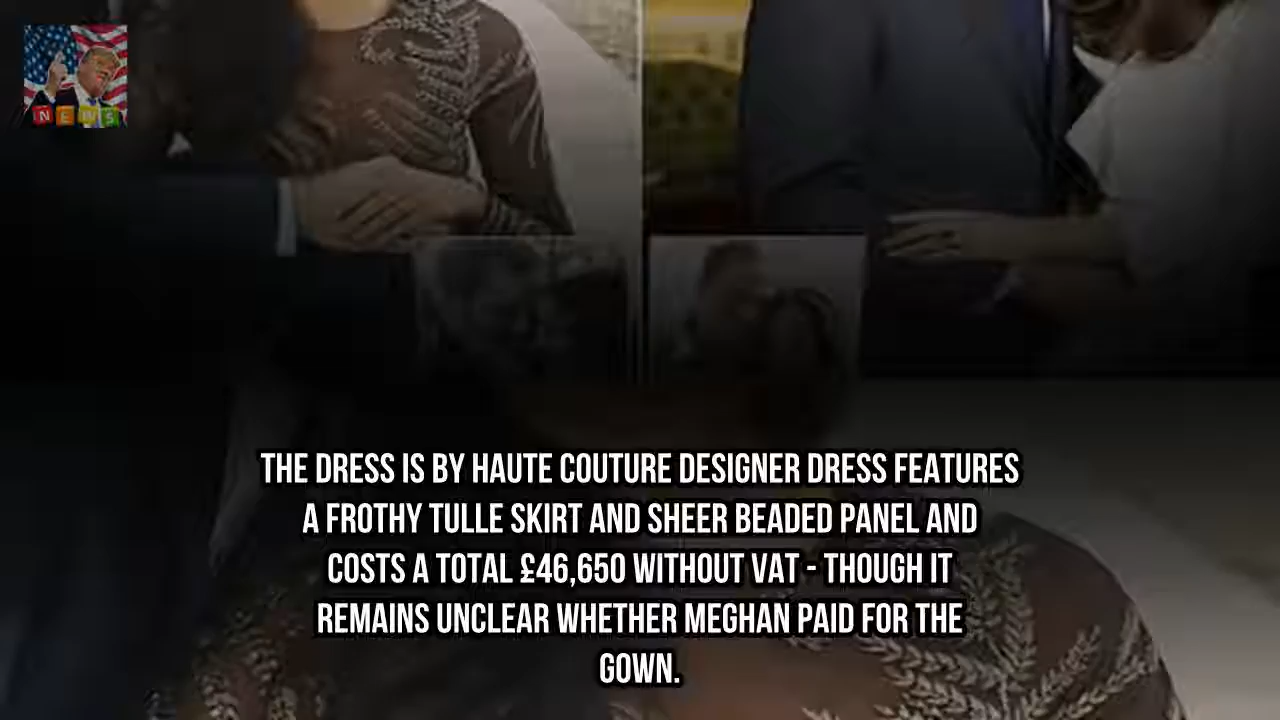 NEWS
THE DRESS IS BY HAUTE COUTURE DESIGNER DRESS FEATURES
A FROTHY TULLE SKIRT AND SHEER BEADED PANEL AND
COSTS A TOTAL £46,650 WITHOUT VAT - THOUGH IT
REMAINS UNCLEAR WHETHER MEGHAN PAID FOR THE
GOWN.